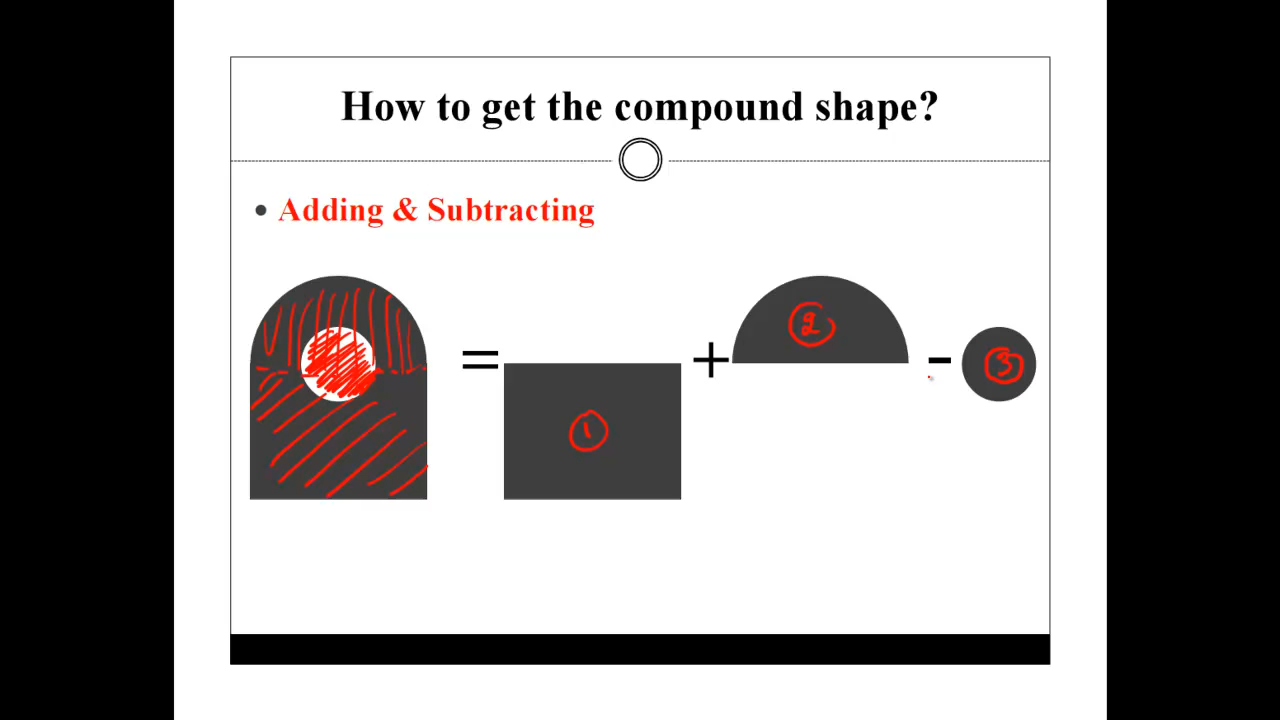 How to get the compound shape?
• Adding & Subtracting
= 1 + 2 - 3